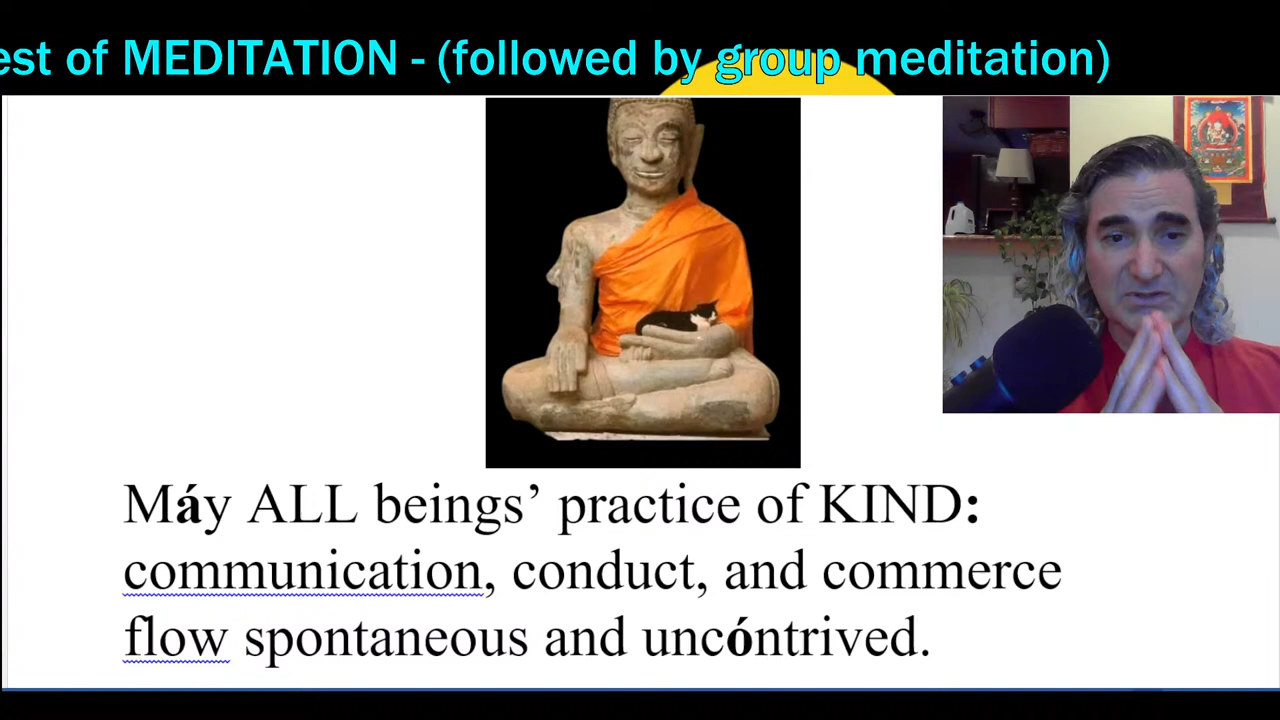 est of MEDITATION - (followed by group meditation)
Máy ALL beings’ practice of KIND:
communication, conduct, and commerce
flow spontaneous and uncóntrived.